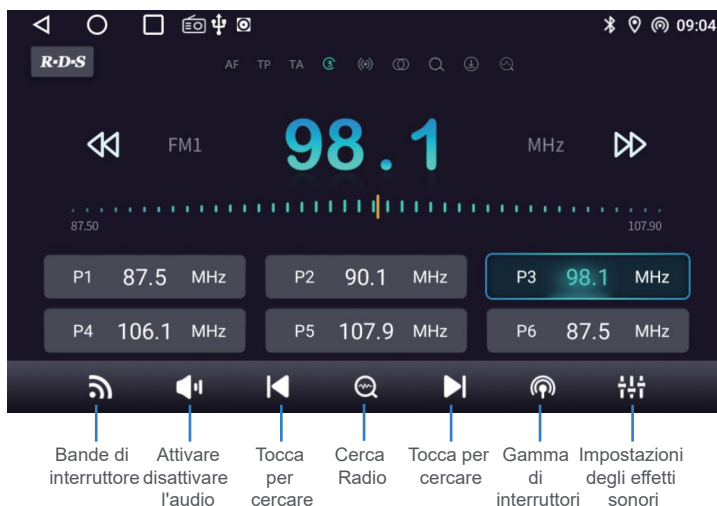 09:04
R·D·S
AF TP TA 3
FM1 98.1 MHz
87.50 107.90
P1 87.5 MHz P2 90.1 MHz P3 98.1 MHz
P4 106.1 MHz P5 107.9 MHz P6 87.5 MHz
Bande di interruttore
Attivare disattivare l'audio
Tocca per cercare
Cerca Radio
Tocca per cercare
Gamma di interruttori
Impostazioni degli effetti sonori